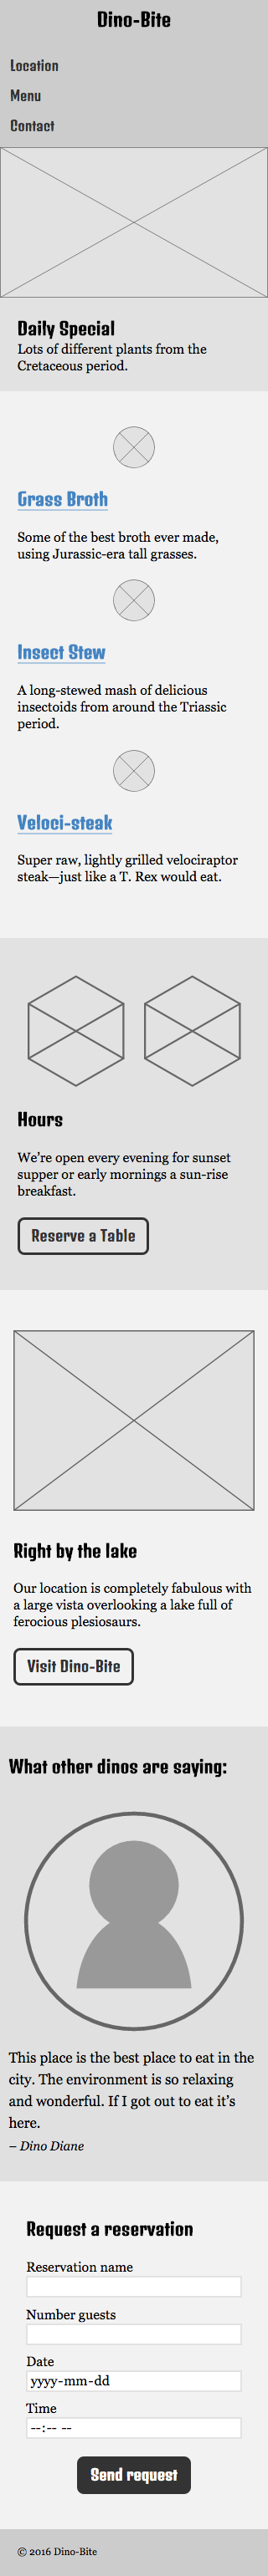 Dino-Bite
Location
Menu
Contact
Daily Special
Lots of different plants from the
Cretaceous period.
Grass Broth
Some of the best broth ever made,
using Jurassic-era tall grasses.
Insect Stew
A long-stewed mash of delicious
insectoids from around the Triassic
period.
Veloci-steak
Super raw, lightly grilled velociraptor
steak—just like a T. Rex would eat.
Hours
We’re open every evening for sunset
supper or early mornings a sun-rise
breakfast.
Reserve a Table
Right by the lake
Our location is completely fabulous with
a large vista overlooking a lake full of
ferocious plesiosaurs.
Visit Dino-Bite
What other dinos are saying:
This place is the best place to eat in the
city. The environment is so relaxing
and wonderful. If I got out to eat it’s
here.
– Dino Diane
Request a reservation
Reservation name
Number guests
Date
yyyy-mm-dd
Time
--:-- --
Send request
© 2016 Dino-Bite